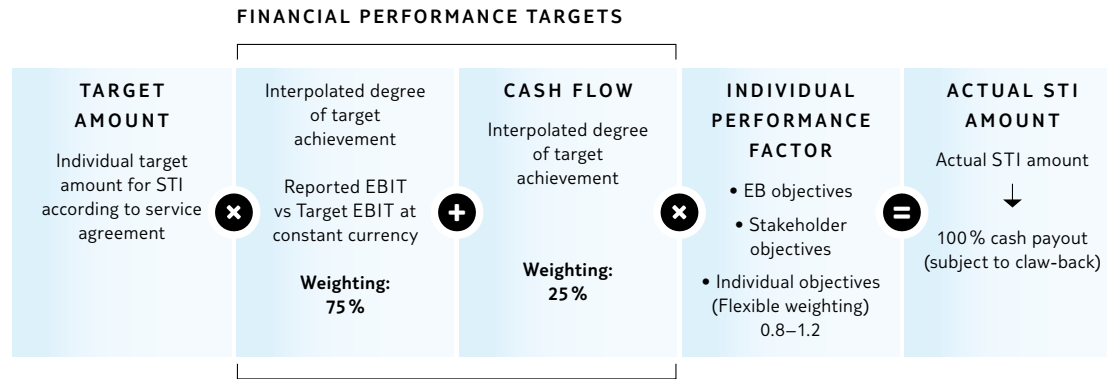 FINANCIAL PERFORMANCE TARGETS
TARGET
AMOUNT
Individual target
amount for STI
according to service
agreement
×
Interpolated degree
of target
achievement
Reported EBIT
vs Target EBIT at
constant currency
Weighting:
75 %
+
CASH FLOW
Interpolated degree
of target
achievement
Weighting:
25 %
×
INDIVIDUAL
PERFORMANCE
FACTOR
• EB objectives
• Stakeholder
objectives
• Individual objectives
(Flexible weighting)
0.8–1.2
=
ACTUAL STI
AMOUNT
Actual STI amount
↓
100 % cash payout
(subject to claw-back)